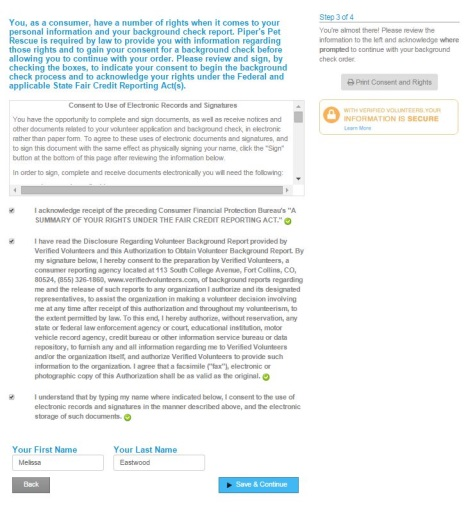 You, as a consumer, have a number of rights when it comes to your
personal information and your background check report. Piper's Pet
Rescue is required by law to provide you with information regarding
those rights and to gain your consent for a background check before
allowing you to continue with your order. Please review and sign, by
checking the boxes, to indicate your consent to begin the background
check process and to acknowledge your rights under the Federal and
applicable State Fair Credit Reporting Act(s).
Consent to Use of Electronic Records and Signatures
You have the opportunity to complete and sign documents, as well as receive notices and
other documents related to your volunteer application and background check, in electronic
rather than paper form. To agree to these uses of electronic documents and signatures, and
to sign this document with the same effect as physically signing your name, click the "Sign"
button at the bottom of this page after reviewing the information below.
In order to sign, complete and receive documents electronically you will need the following:
I acknowledge receipt of the preceding Consumer Financial Protection Bureau's "A
SUMMARY OF YOUR RIGHTS UNDER THE FAIR CREDIT REPORTING ACT."
I have read the Disclosure Regarding Volunteer Background Report provided by
Verified Volunteers and this Authorization to Obtain Volunteer Background Report. By
my signature below, I hereby consent to the preparation by Verified Volunteers, a
consumer reporting agency located at 113 South College Avenue, Fort Collins, CO,
80524, (855) 326-1860, www.verifiedvolunteers.com, of background reports regarding
me and the release of such reports to any organization I authorize and its designated
representatives, to assist the organization in making a volunteer decision involving
me at any time after receipt of this authorization and throughout my volunteerism, to
the extent permitted by law. To this end, I hereby authorize, without reservation, any
state or federal law enforcement agency or court, educational institution, motor
vehicle record agency, credit bureau or other information service bureau or data
repository, to furnish any and all information regarding me to Verified Volunteers
and/or the organization itself, and authorize Verified Volunteers to provide such
information to the organization. I agree that a facsimile ("fax"), electronic or
photographic copy of this Authorization shall be as valid as the original.
I understand that by typing my name where indicated below, I consent to the use of
electronic records and signatures in the manner described above, and the electronic
storage of such documents.
Your First Name
Your Last Name
Melissa
Eastwood
Back
Save & Continue
Step 3 of 4
You're almost there! Please review the
information to the left and acknowledge where
prompted to continue with your background
check order.
Print Consent and Rights
WITH VERIFIED VOLUNTEERS YOUR
INFORMATION IS SECURE
Learn More